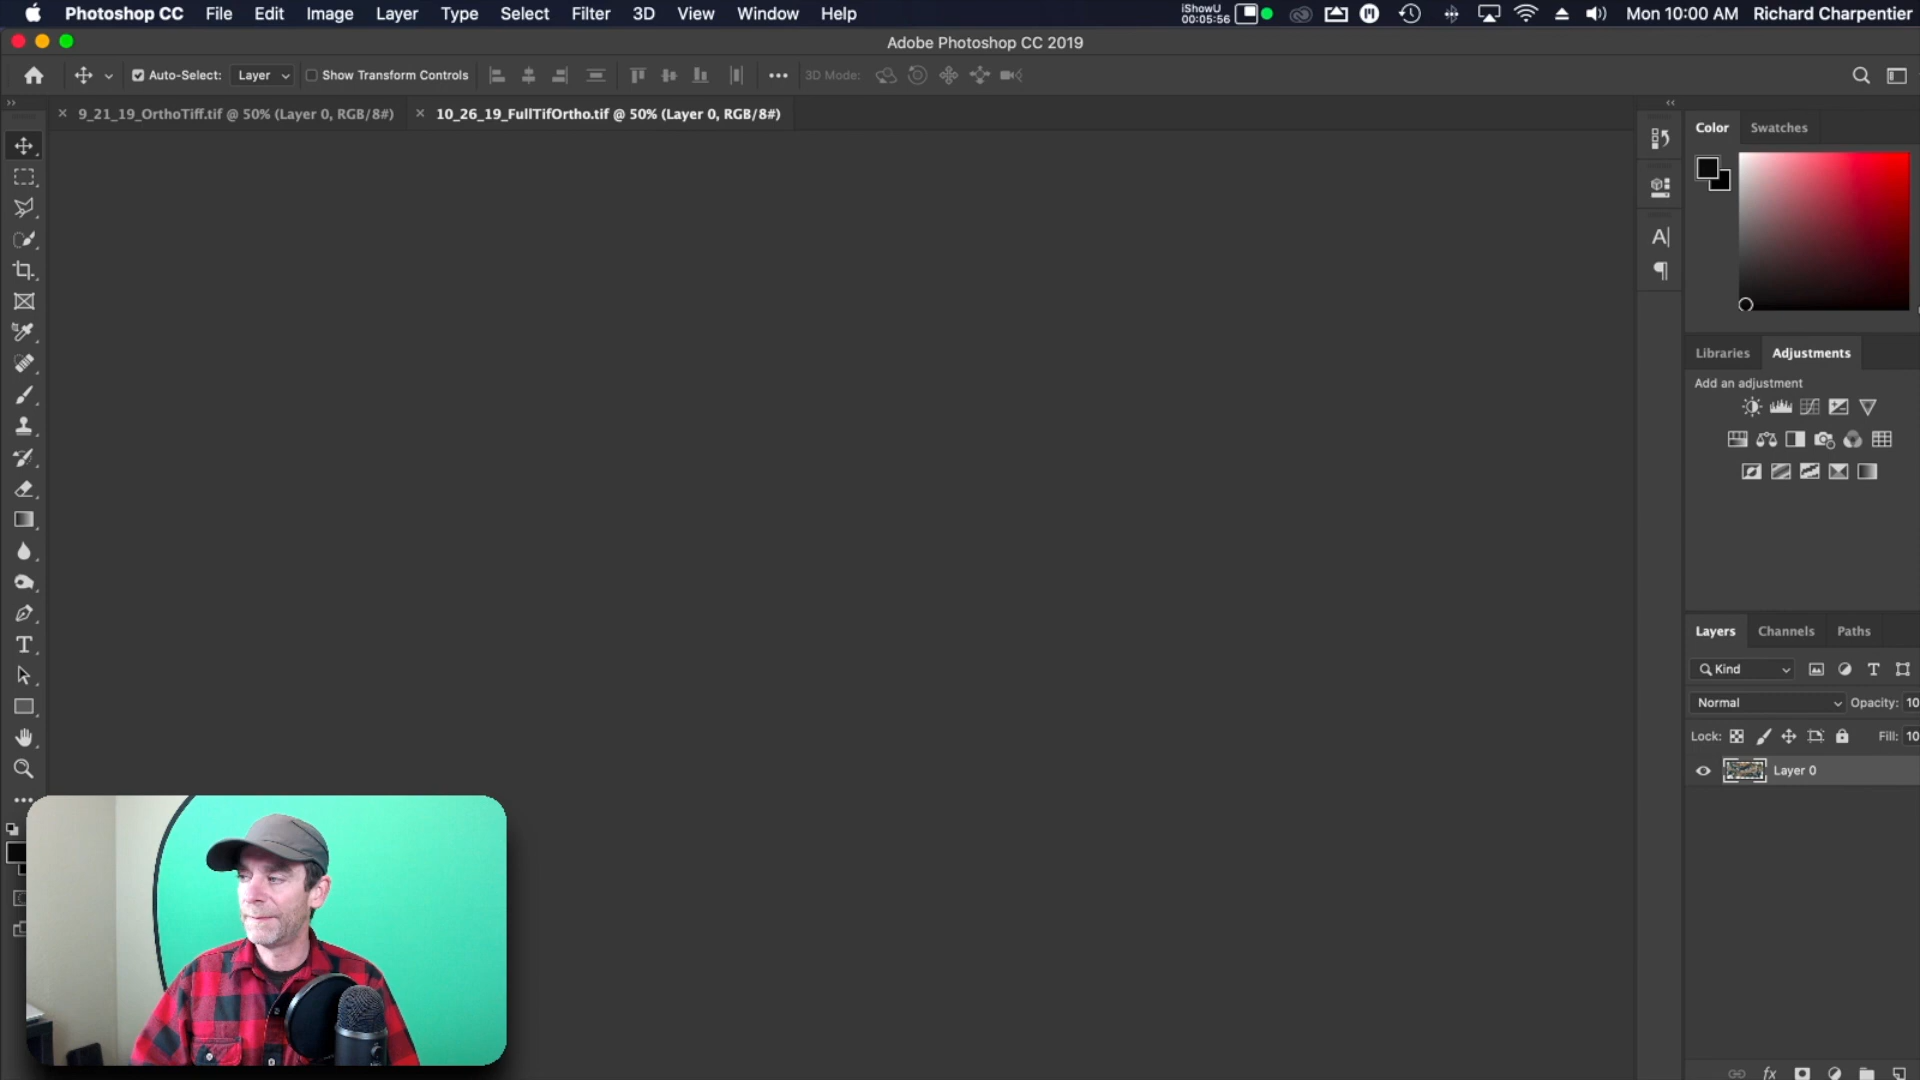 Photoshop CC File Edit Image Layer Type Select Filter 3D View Window Help iShowU 00:05:56 Mon 10:00 AM Richard Charpentier
Adobe Photoshop CC 2019
Auto-Select: Layer Show Transform Controls 3D Mode:
9_21_19_OrthoTiff.tif @ 50% (Layer 0, RGB/8#) 10_26_19_FullTifOrtho.tif @ 50% (Layer 0, RGB/8#)
Color Swatches
Libraries Adjustments
Add an adjustment
Layers Channels Paths
Kind
Normal Opacity: 10
Lock: Fill: 10
Layer 0
fx